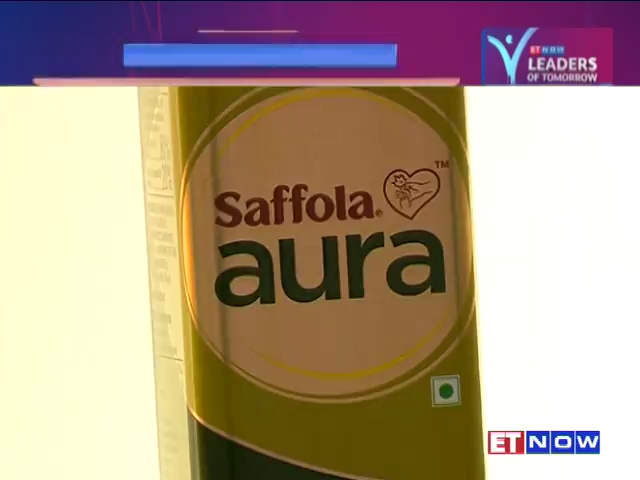 ET NOW
LEADERS
OF TOMORROW
Saffola® TM
aura
ET NOW